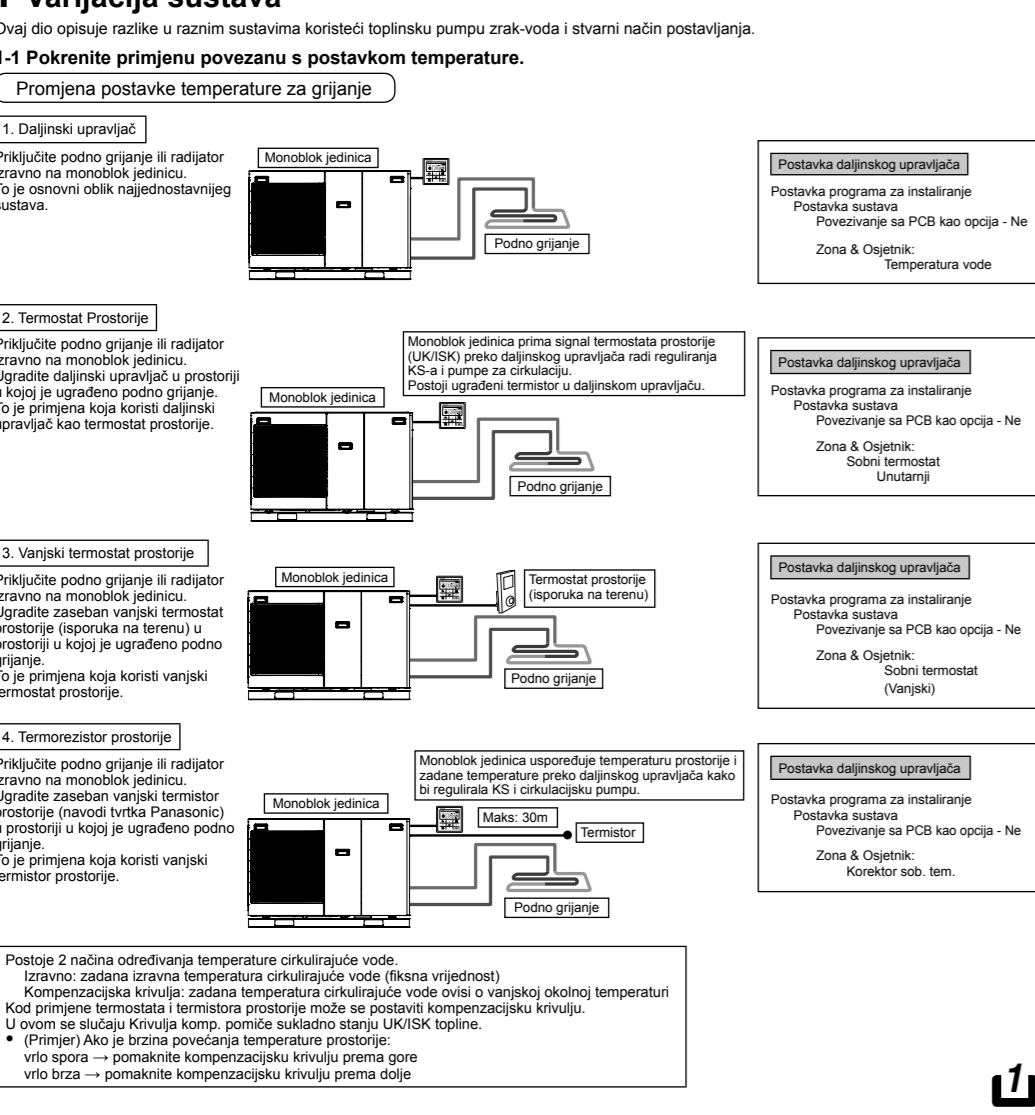 1 Varijacija sustava
Ovaj dio opisuje razlike u raznim sustavima koristeći toplinsku pumpu zrak-voda i stvarni način postavljanja.
1-1 Pokrenite primjenu povezanu s postavkom temperature.
Promjena postavke temperature za grijanje
1. Daljinski upravljač
Priključite podno grijanje ili radijator
izravno na monoblok jedinicu.
To je osnovni oblik najjednostavnijeg
sustava.
Monoblok jedinica
Podno grijanje
Postavka daljinskog upravljača
Postavka programa za instaliranje
Postavka sustava
Povezivanje sa PCB kao opcija - Ne
Zona & Osjetnik:
Temperatura vode
2. Termostat Prostorije
Priključite podno grijanje ili radijator
izravno na monoblok jedinicu.
Ugradite daljinski upravljač u prostoriji
u kojoj je ugrađeno podno grijanje.
To je primjena koja koristi daljinski
upravljač kao termostat prostorije.
Monoblok jedinica
Monoblok jedinica prima signal termostata prostorije
(UK/ISK) preko daljinskog upravljača radi reguliranja
KS-a i pumpe za cirkulaciju.
Postoji ugrađeni termistor u daljinskom upravljaču.
Podno grijanje
Postavka daljinskog upravljača
Postavka programa za instaliranje
Postavka sustava
Povezivanje sa PCB kao opcija - Ne
Zona & Osjetnik:
Sobni termostat
Unutarnji
3. Vanjski termostat prostorije
Priključite podno grijanje ili radijator
izravno na monoblok jedinicu.
Ugradite zaseban vanjski termostat
prostorije (isporuka na terenu) u
prostoriji u kojoj je ugrađeno podno
grijanje.
To je primjena koja koristi vanjski
termostat prostorije.
Monoblok jedinica
Termostat prostorije
(isporuka na terenu)
Podno grijanje
Postavka daljinskog upravljača
Postavka programa za instaliranje
Postavka sustava
Povezivanje sa PCB kao opcija - Ne
Zona & Osjetnik:
Sobni termostat
(Vanjski)
4. Termorezistor prostorije
Priključite podno grijanje ili radijator
izravno na monoblok jedinicu.
Ugradite zaseban vanjski termistor
prostorije (navodi tvrtka Panasonic)
u prostoriji u kojoj je ugrađeno podno
grijanje.
To je primjena koja koristi vanjski
termistor prostorije.
Monoblok jedinica
Monoblok jedinica uspoređuje temperaturu prostorije i
zadane temperature preko daljinskog upravljača kako
bi regulirala KS i cirkulacijsku pumpu.
Maks: 30m
Termistor
Podno grijanje
Postavka daljinskog upravljača
Postavka programa za instaliranje
Postavka sustava
Povezivanje sa PCB kao opcija - Ne
Zona & Osjetnik:
Korektor sob. tem.
Postoje 2 načina određivanja temperature cirkulirajuće vode.
Izravno: zadana izravna temperatura cirkulirajuće vode (fiksna vrijednost)
Kompenzacijska krivulja: zadana temperatura cirkulirajuće vode ovisi o vanjskoj okolnoj temperaturi
Kod primjene termostata i termistora prostorije može se postaviti kompenzacijsku krivulju.
U ovom se slučaju Krivulja komp. pomiče sukladno stanju UK/ISK topline.
• (Primjer) Ako je brzina povećanja temperature prostorije:
vrlo spora → pomaknite kompenzacijsku krivulju prema gore
vrlo brza → pomaknite kompenzacijsku krivulju prema dolje
1